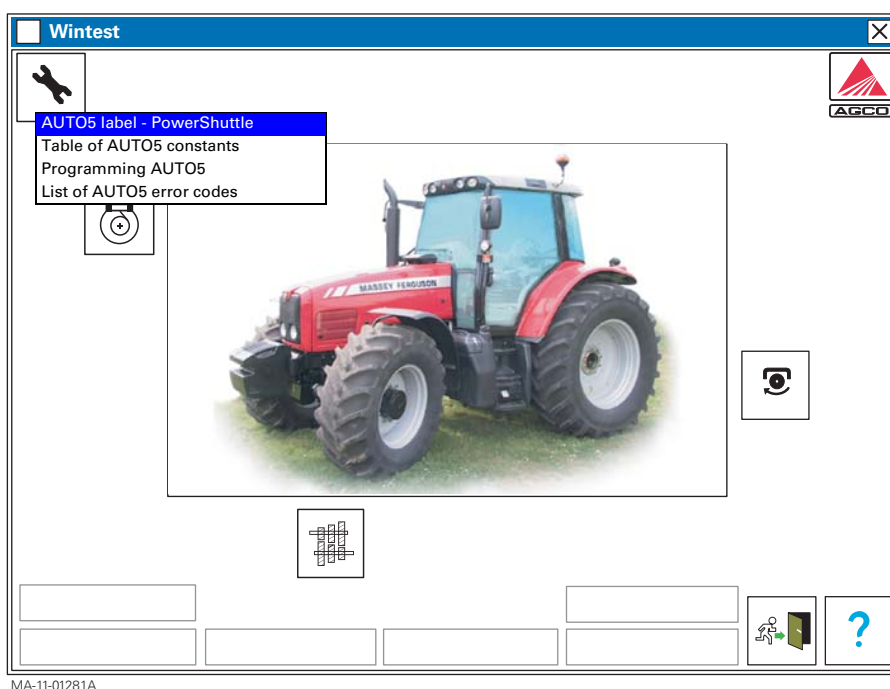 Wintest
AGCO
AUTO5 label - PowerShuttle
Table of AUTO5 constants
Programming AUTO5
List of AUTO5 error codes
MASSEY FERGUSON
?
MA-11-01281A